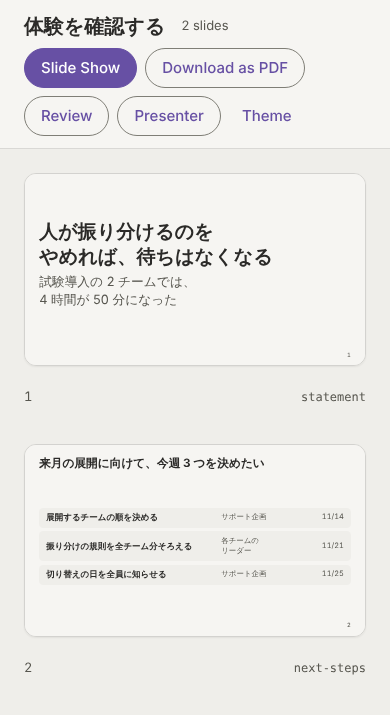 体験を確認する 2 slides
Slide Show Download as PDF
Review Presenter Theme
人が振り分けるのを
やめれば、待ちはなくなる
試験導入の 2 チームでは、
4 時間が 50 分になった
1
1 statement
来月の展開に向けて、今週 3 つを決めたい
展開するチームの順を決める サポート企画 11/14
振り分けの規則を全チーム分そろえる 各チームの
リーダー 11/21
切り替えの日を全員に知らせる サポート企画 11/25
2
2 next-steps